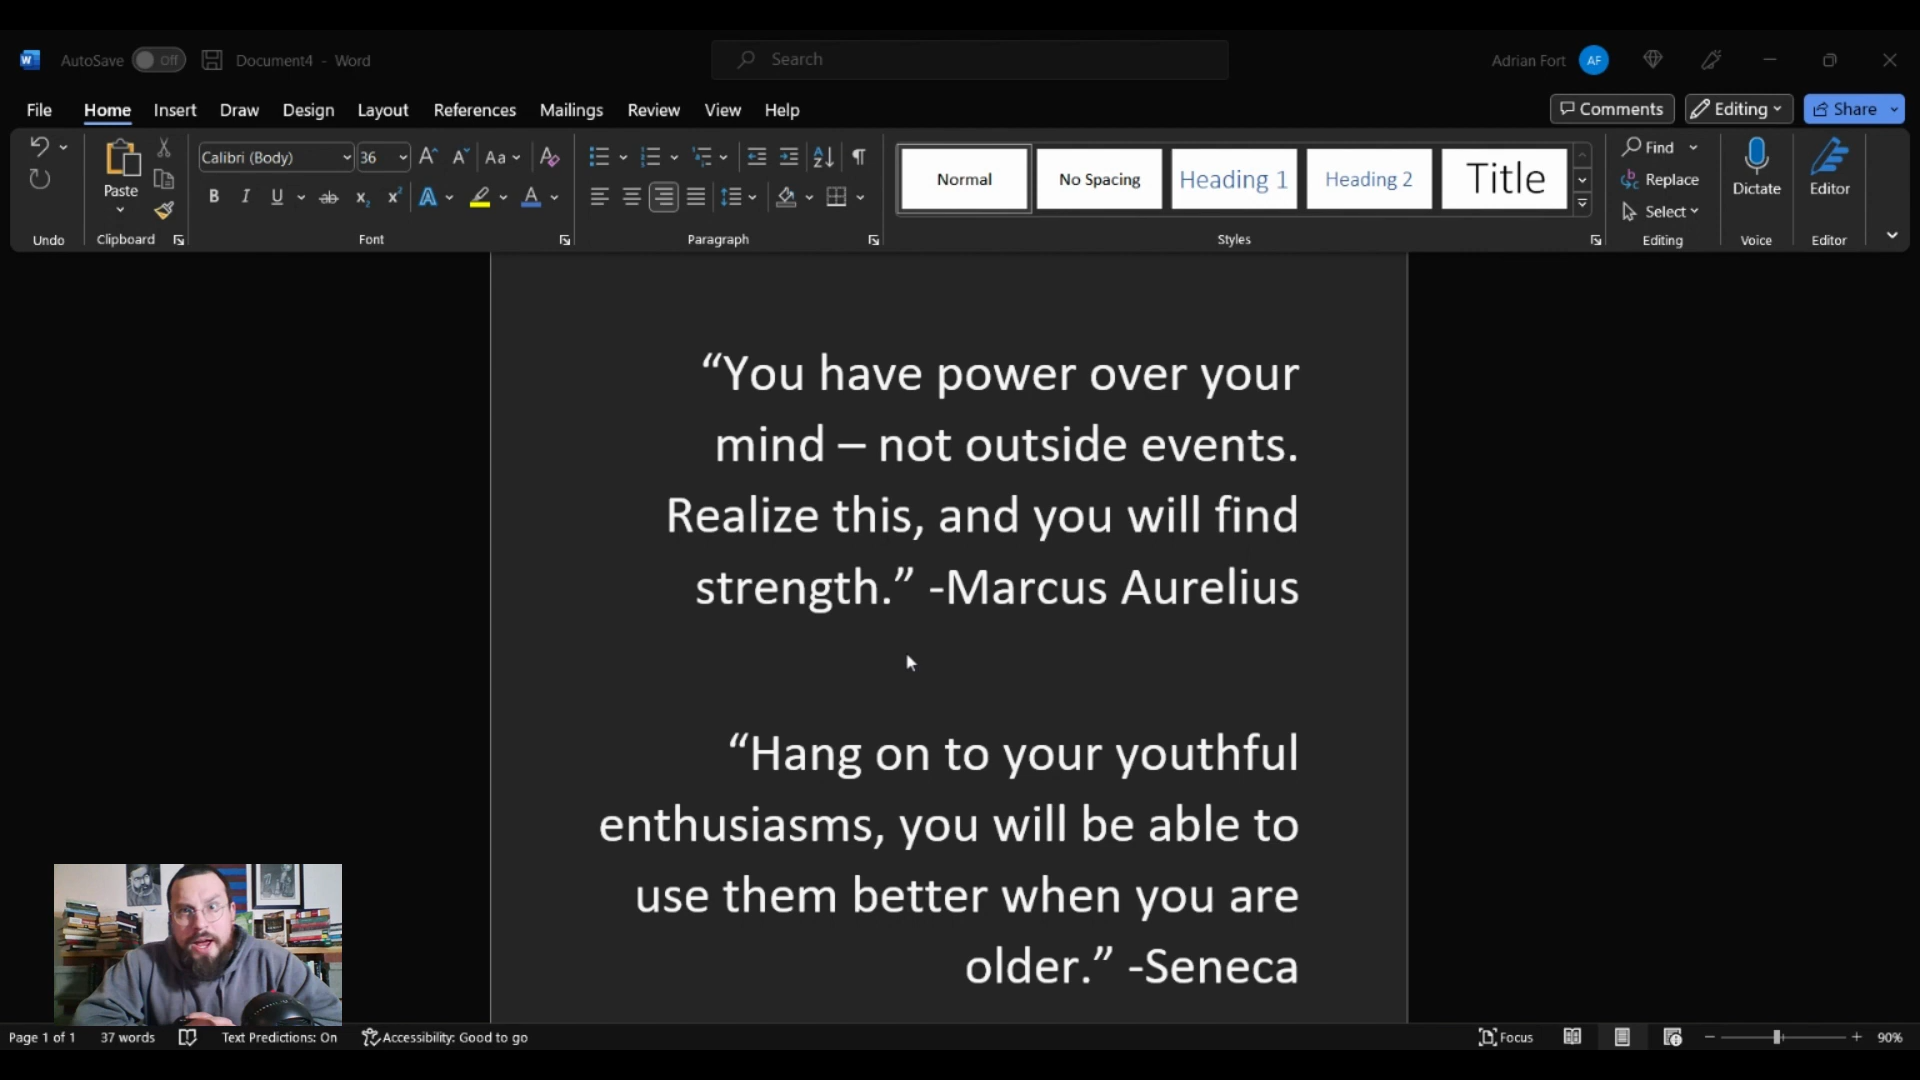 AutoSave Off Document4 - Word Search Adrian Fort AF
File Home Insert Draw Design Layout References Mailings Review View Help Comments Editing Share
Calibri (Body) 36 Aa
Paste
B I U ab x₂ x² A A
Normal No Spacing Heading 1 Heading 2 Title
Find
Replace
Select
Dictate
Editor
Undo Clipboard Font Paragraph Styles Editing Voice Editor
“You have power over your
mind – not outside events.
Realize this, and you will find
strength.” -Marcus Aurelius
“Hang on to your youthful
enthusiasms, you will be able to
use them better when you are
older.” -Seneca
Page 1 of 1 37 words Text Predictions: On Accessibility: Good to go Focus 90%